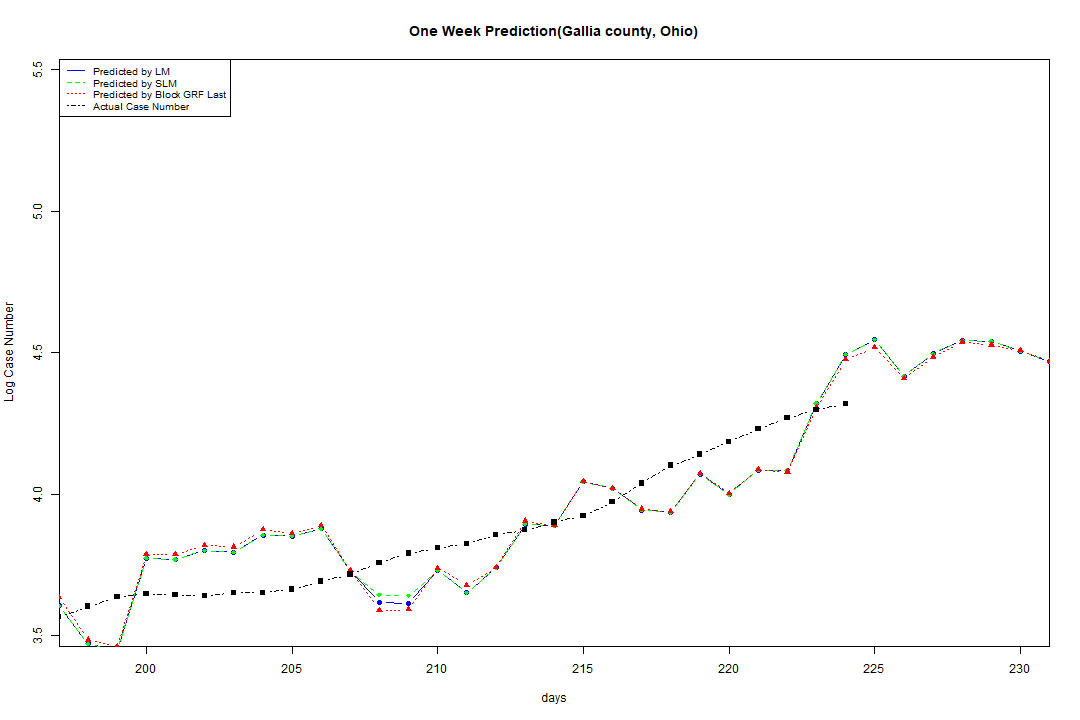 One Week Prediction(Gallia county, Ohio)
Predicted by LM
Predicted by SLM
Predicted by Block GRF Last
Actual Case Number
5.5
5.0
4.5
4.0
3.5
Log Case Number
200 205 210 215 220 225 230
days